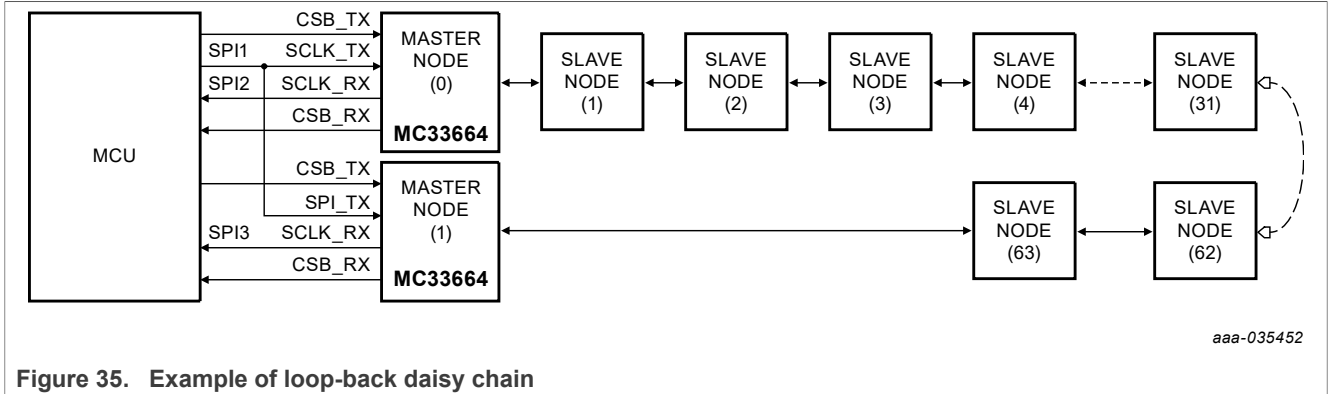 CSB_TX
SPI1
SCLK_TX
SPI2
SCLK_RX
CSB_RX
MCU
CSB_TX
SPI_TX
SPI3
SCLK_RX
CSB_RX
MASTER
NODE
(0)
MC33664
MASTER
NODE
(1)
MC33664
SLAVE
NODE
(1)
SLAVE
NODE
(2)
SLAVE
NODE
(3)
SLAVE
NODE
(4)
SLAVE
NODE
(31)
SLAVE
NODE
(63)
SLAVE
NODE
(62)
aaa-035452
Figure 35. Example of loop-back daisy chain